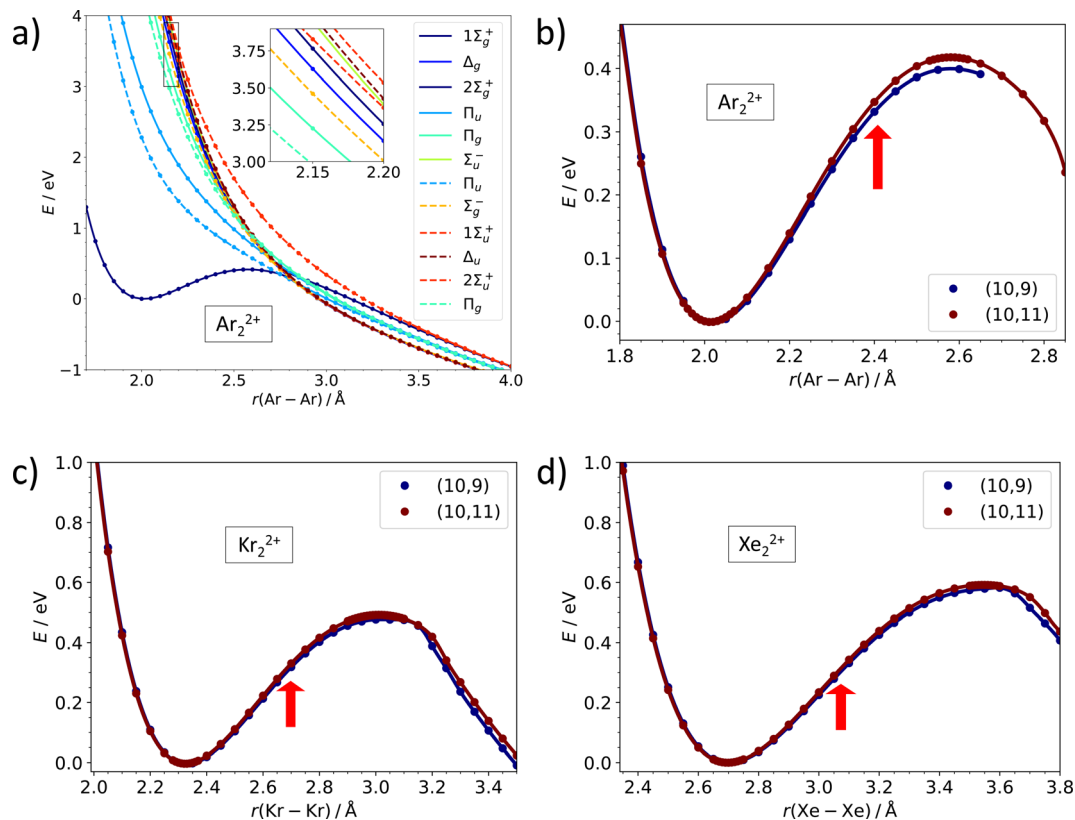 a)
E / eV
4
3
2
1
0
−1
2.0
2.5
3.0
3.5
4.0
r(Ar − Ar) / Å
Ar₂²⁺
3.75
3.50
3.25
3.00
2.15
2.20
1Σg⁺
Δg
2Σg⁺
Πu
Πg
Σu⁻
Πu
Σg⁻
1Σu⁺
Δu
2Σu⁺
Πg
b)
E / eV
0.4
0.3
0.2
0.1
0.0
1.8
2.0
2.2
2.4
2.6
2.8
r(Ar − Ar) / Å
Ar₂²⁺
(10,9)
(10,11)
c)
E / eV
1.0
0.8
0.6
0.4
0.2
0.0
2.0
2.2
2.4
2.6
2.8
3.0
3.2
3.4
r(Kr − Kr) / Å
Kr₂²⁺
(10,9)
(10,11)
d)
E / eV
1.0
0.8
0.6
0.4
0.2
0.0
2.4
2.6
2.8
3.0
3.2
3.4
3.6
3.8
r(Xe − Xe) / Å
Xe₂²⁺
(10,9)
(10,11)